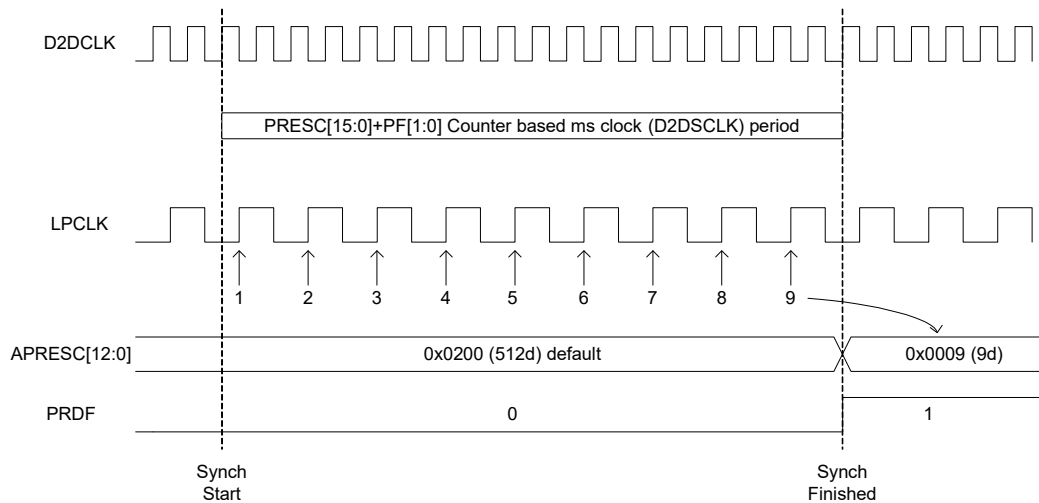 D2DCLK
PRESC[15:0]+PF[1:0] Counter based ms clock (D2DSCLK) period
LPCLK
1 2 3 4 5 6 7 8 9
APRESC[12:0] 0x0200 (512d) default 0x0009 (9d)
PRDF 0 1
Synch Start
Synch Finished